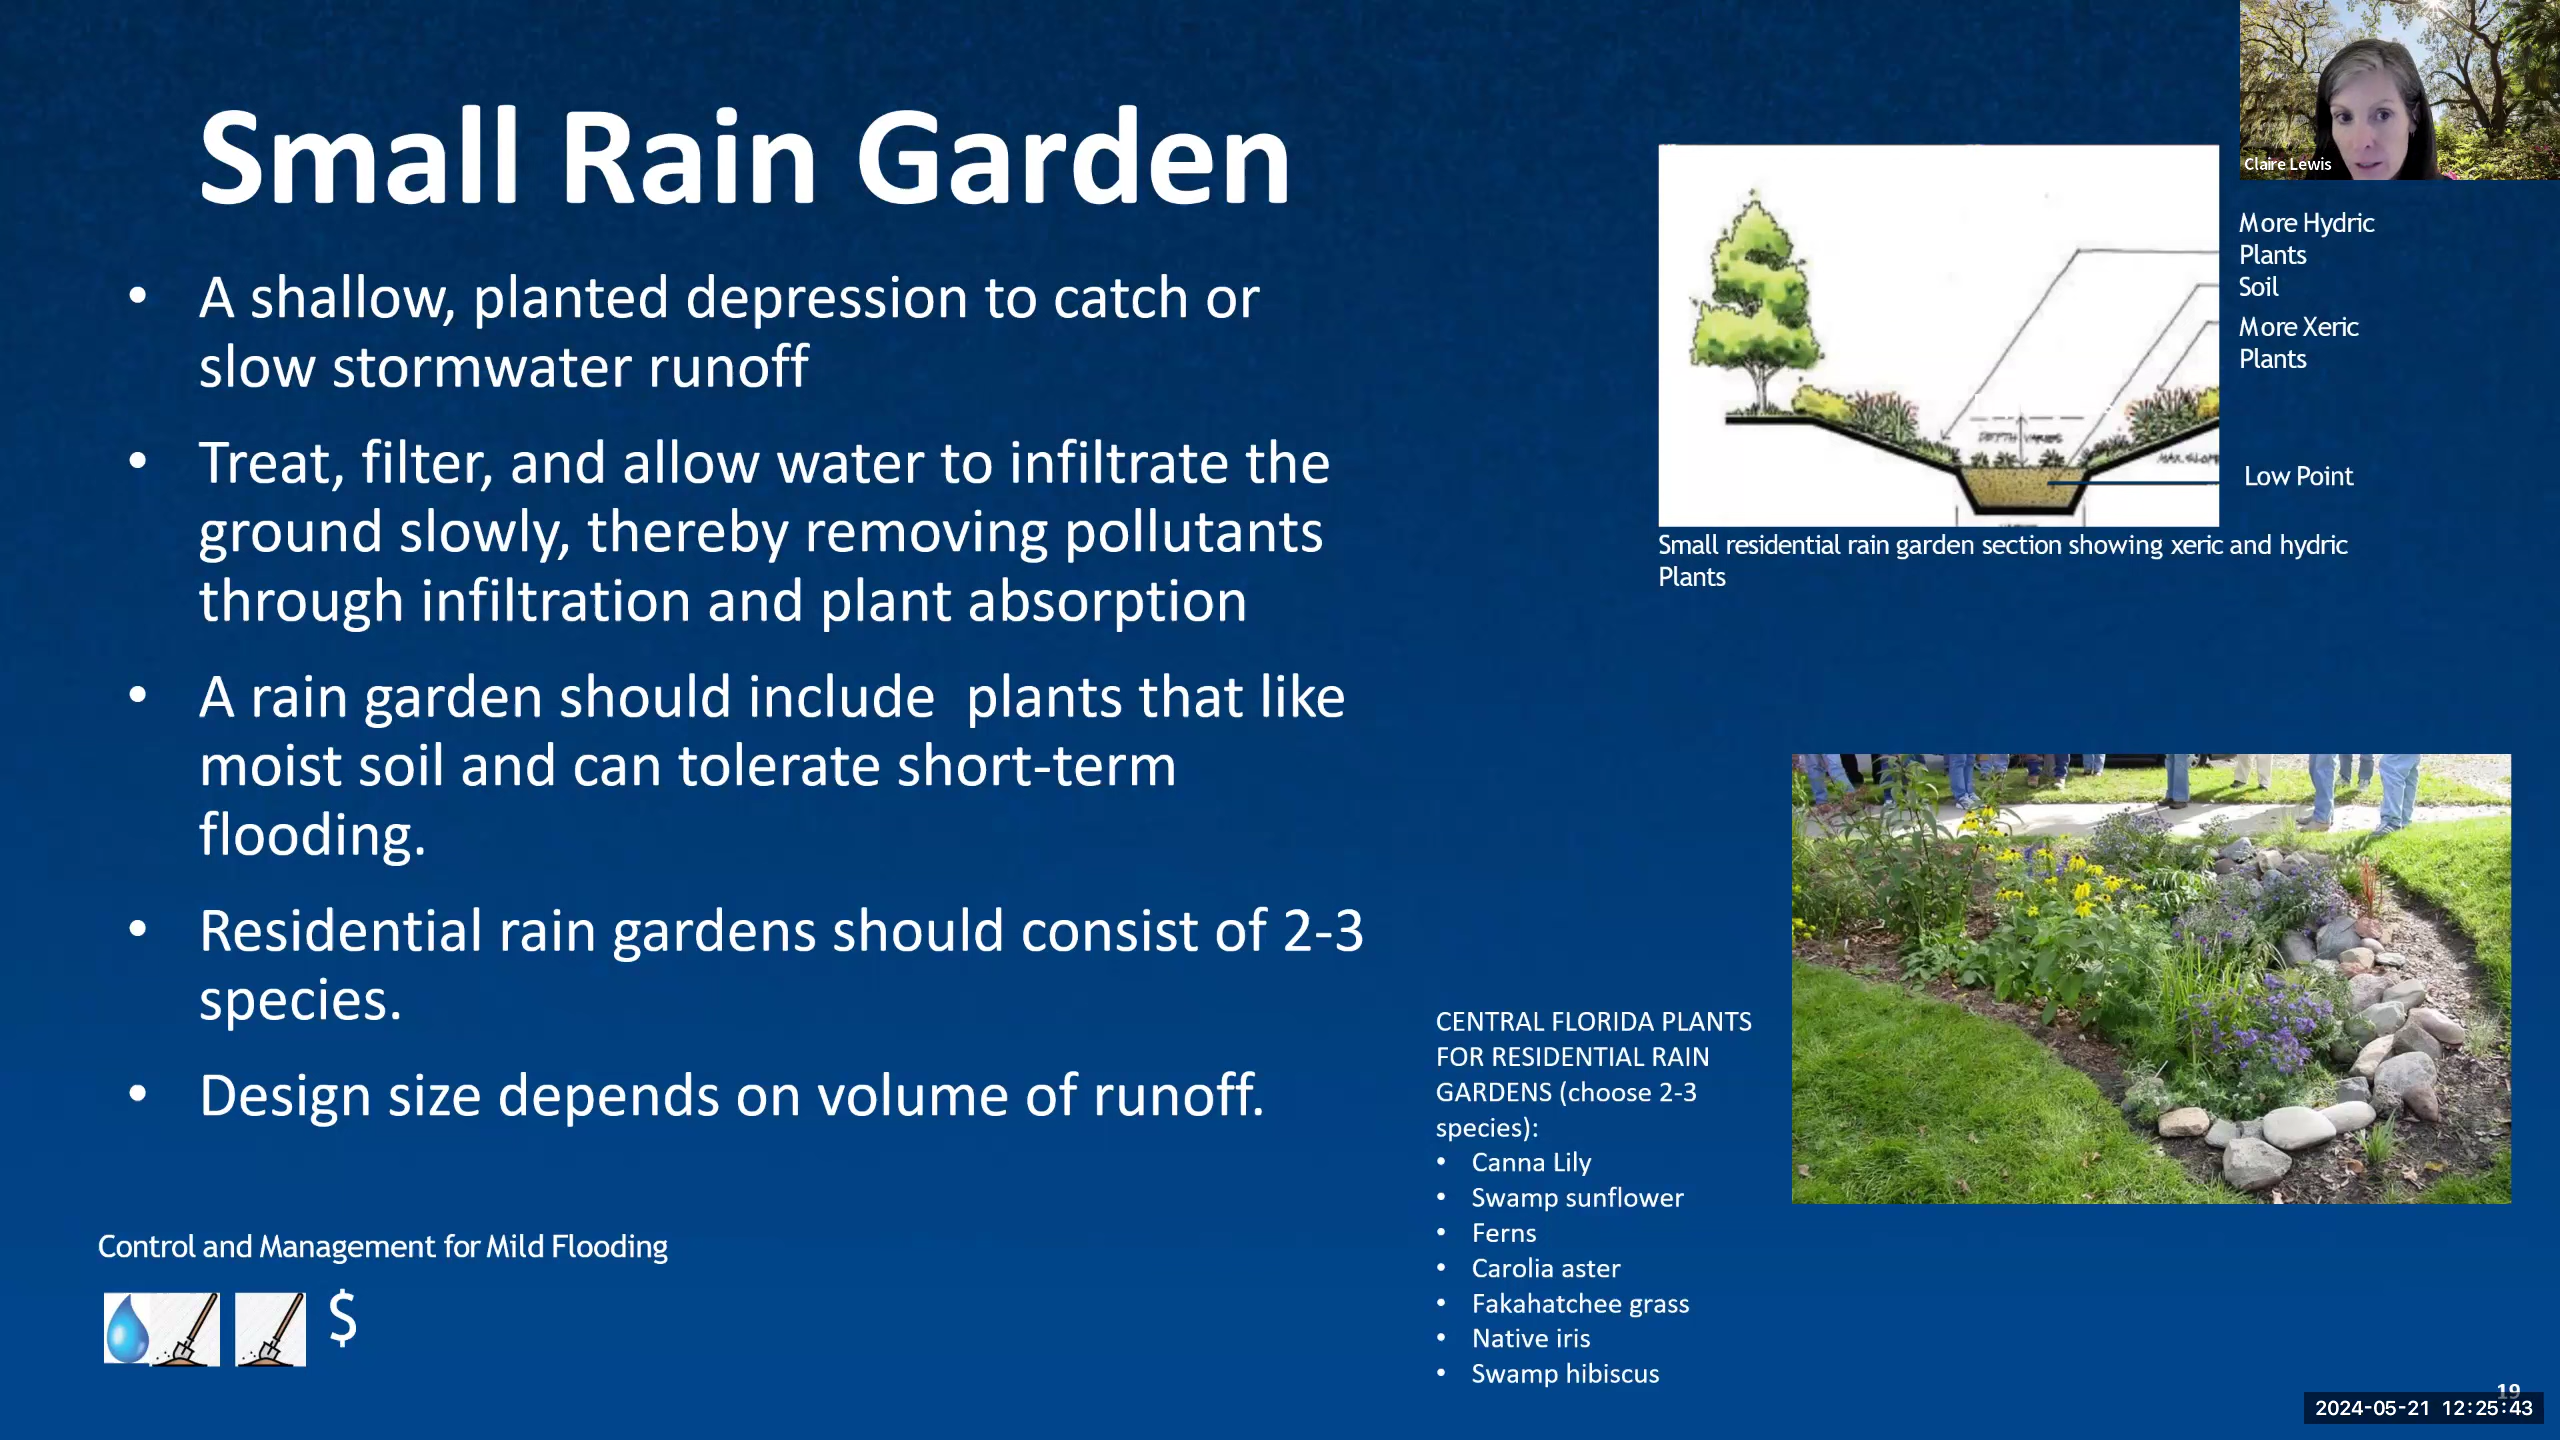 Small Rain Garden
• A shallow, planted depression to catch or
slow stormwater runoff
• Treat, filter, and allow water to infiltrate the
ground slowly, thereby removing pollutants
through infiltration and plant absorption
• A rain garden should include  plants that like
moist soil and can tolerate short-term
flooding.
• Residential rain gardens should consist of 2-3
species.
• Design size depends on volume of runoff.
Control and Management for Mild Flooding
$
Claire Lewis
More Hydric
Plants
Soil
More Xeric
Plants
DEPTH VARIES
Low Point
Small residential rain garden section showing xeric and hydric
Plants
CENTRAL FLORIDA PLANTS
FOR RESIDENTIAL RAIN
GARDENS (choose 2-3
species):
• Canna Lily
• Swamp sunflower
• Ferns
• Carolia aster
• Fakahatchee grass
• Native iris
• Swamp hibiscus
19
2024-05-21 12:25:43